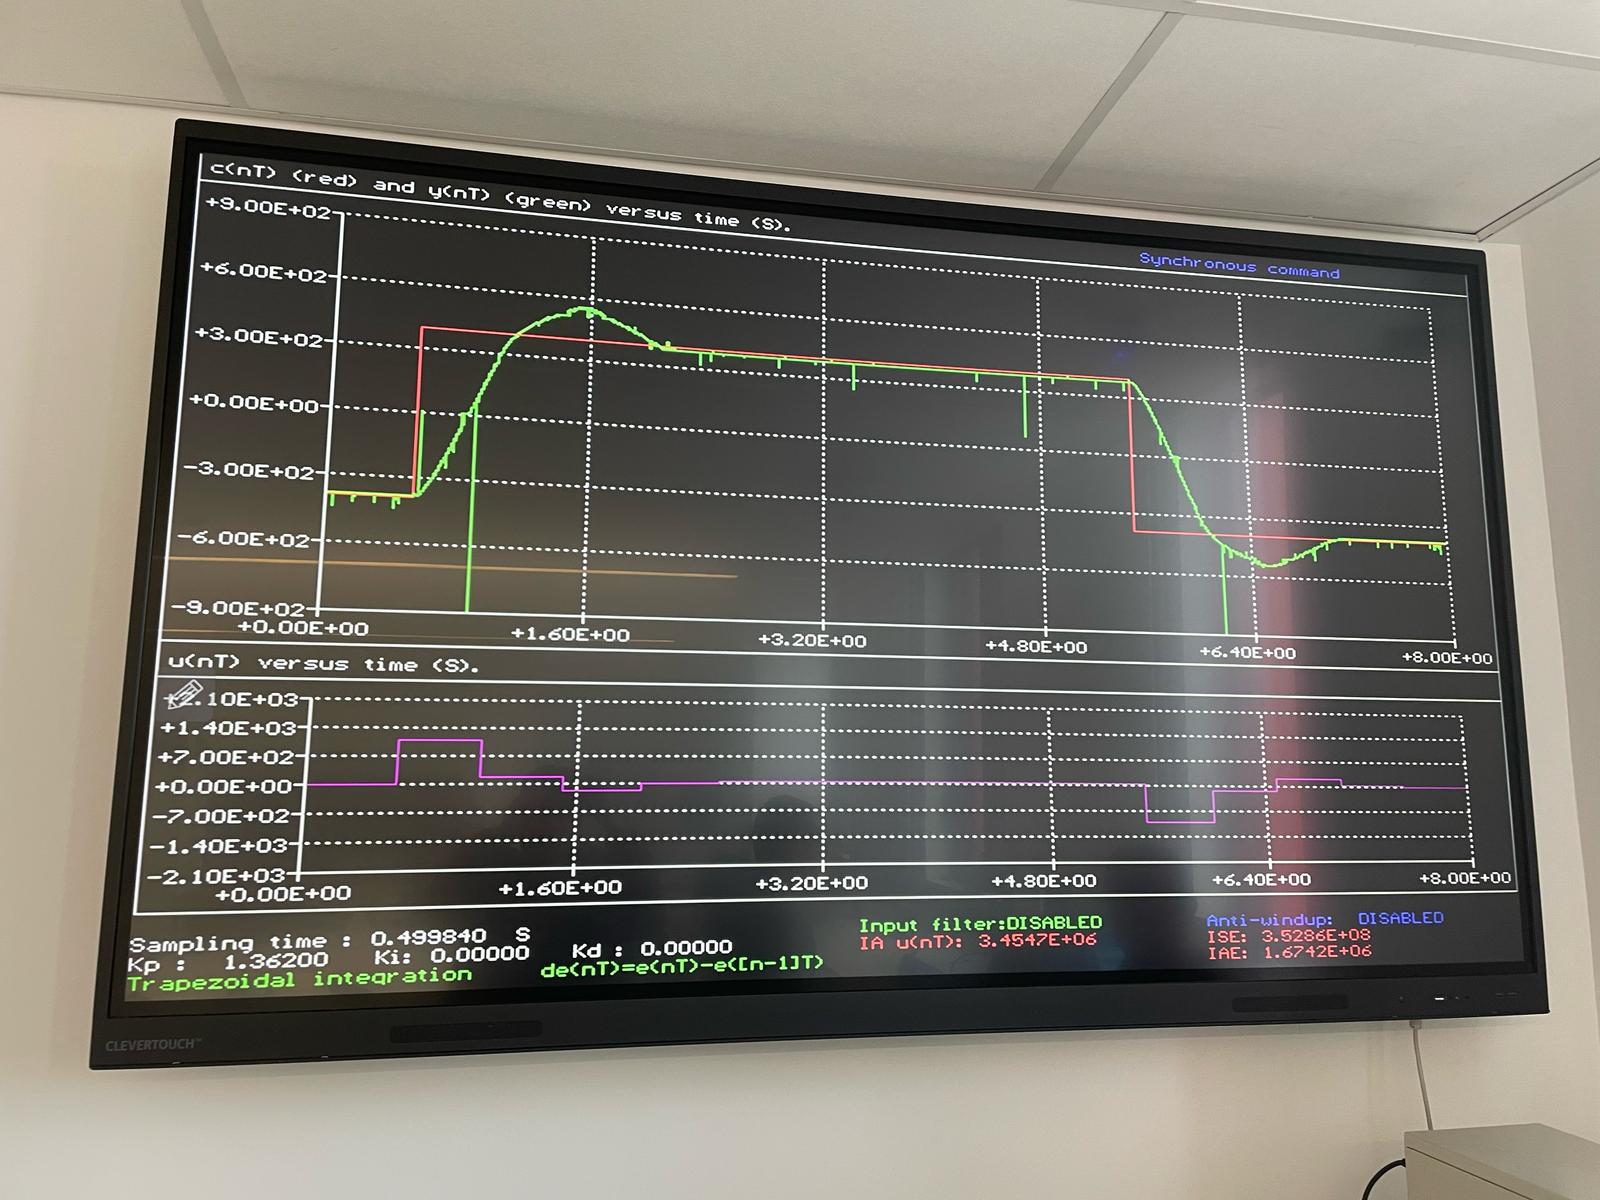 c(nT) (red) and y(nT) (green) versus time (S).
Synchronous command
+9.00E+02
+6.00E+02
+3.00E+02
+0.00E+00
-3.00E+02
-6.00E+02
-9.00E+02
+0.00E+00 +1.60E+00 +3.20E+00 +4.80E+00 +6.40E+00 +8.00E+00
u(nT) versus time (S).
+2.10E+03
+1.40E+03
+7.00E+02
+0.00E+00
-7.00E+02
-1.40E+03
-2.10E+03
+0.00E+00 +1.60E+00 +3.20E+00 +4.80E+00 +6.40E+00 +8.00E+00
Sampling time : 0.499840 S Input filter:DISABLED Anti-windup: DISABLED
Kp : 1.36200 Ki: 0.00000 Kd : 0.00000 IA u(nT): 3.4547E+06 ISE: 3.5286E+08
Trapezoidal integration de(nT)=e(nT)-e([n-1]T) IAE: 1.6742E+06
CLEVERTOUCH™